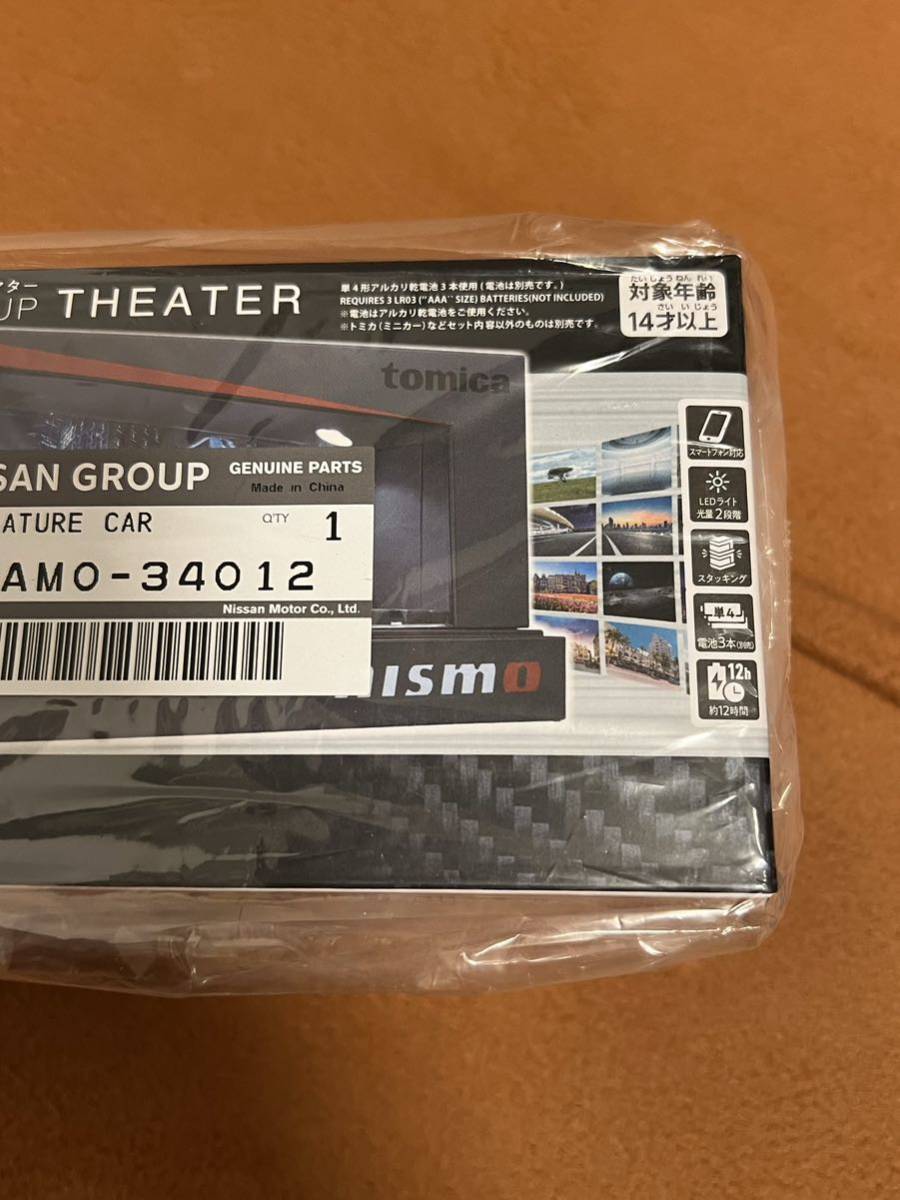 アター
UP THEATER
単4形アルカリ乾電池3本使用(電池は別売です。)
REQUIRES 3 LR03 (''AAA`` SIZE) BATTERIES(NOT INCLUDED)
※電池はアルカリ乾電池をご使用ください。
※トミカ(ミニカー)などセット内容以外のものは別売です。
たいしょうねんれい
対象年齢
さいいじょう
14才以上
tomica
SAN GROUP GENUINE PARTS
Made in China
ATURE CAR Q'TY 1
AMO-34012
Nissan Motor Co., Ltd.
nismo
スマートフォン対応
LEDライト
光量2段階
スタッキング
単4
電池3本(別売)
12h
約12時間